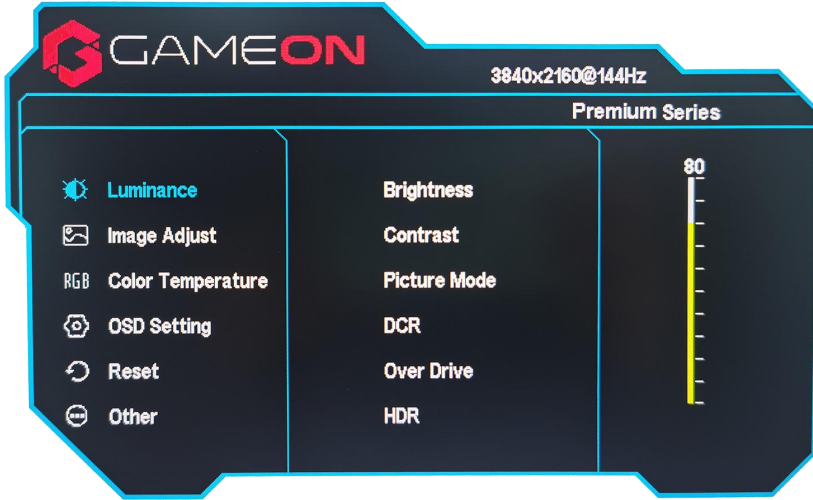 GAMEON
3840x2160@144Hz
Premium Series
Luminance
Image Adjust
RGB Color Temperature
OSD Setting
Reset
Other
Brightness
Contrast
Picture Mode
DCR
Over Drive
HDR
80